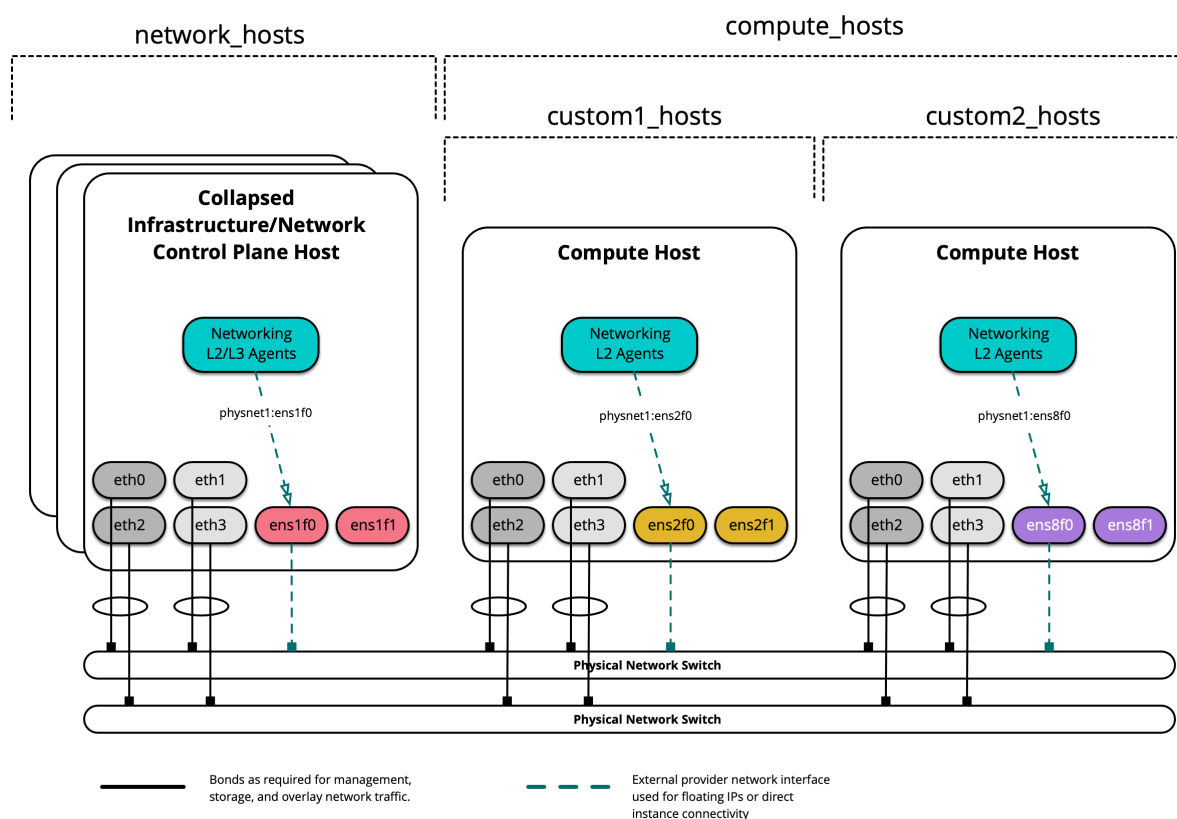 network_hosts
compute_hosts
custom1_hosts
custom2_hosts
Collapsed
Infrastructure/Network
Control Plane Host
Networking
L2/L3 Agents
physnet1:ens1f0
eth0
eth1
eth2
eth3
ens1f0
ens1f1
Compute Host
Networking
L2 Agents
physnet1:ens2f0
eth0
eth1
eth2
eth3
ens2f0
ens2f1
Compute Host
Networking
L2 Agents
physnet1:ens8f0
eth0
eth1
eth2
eth3
ens8f0
ens8f1
Physical Network Switch
Physical Network Switch
Bonds as required for management,
storage, and overlay network traffic.
External provider network interface
used for floating IPs or direct
instance connectivity